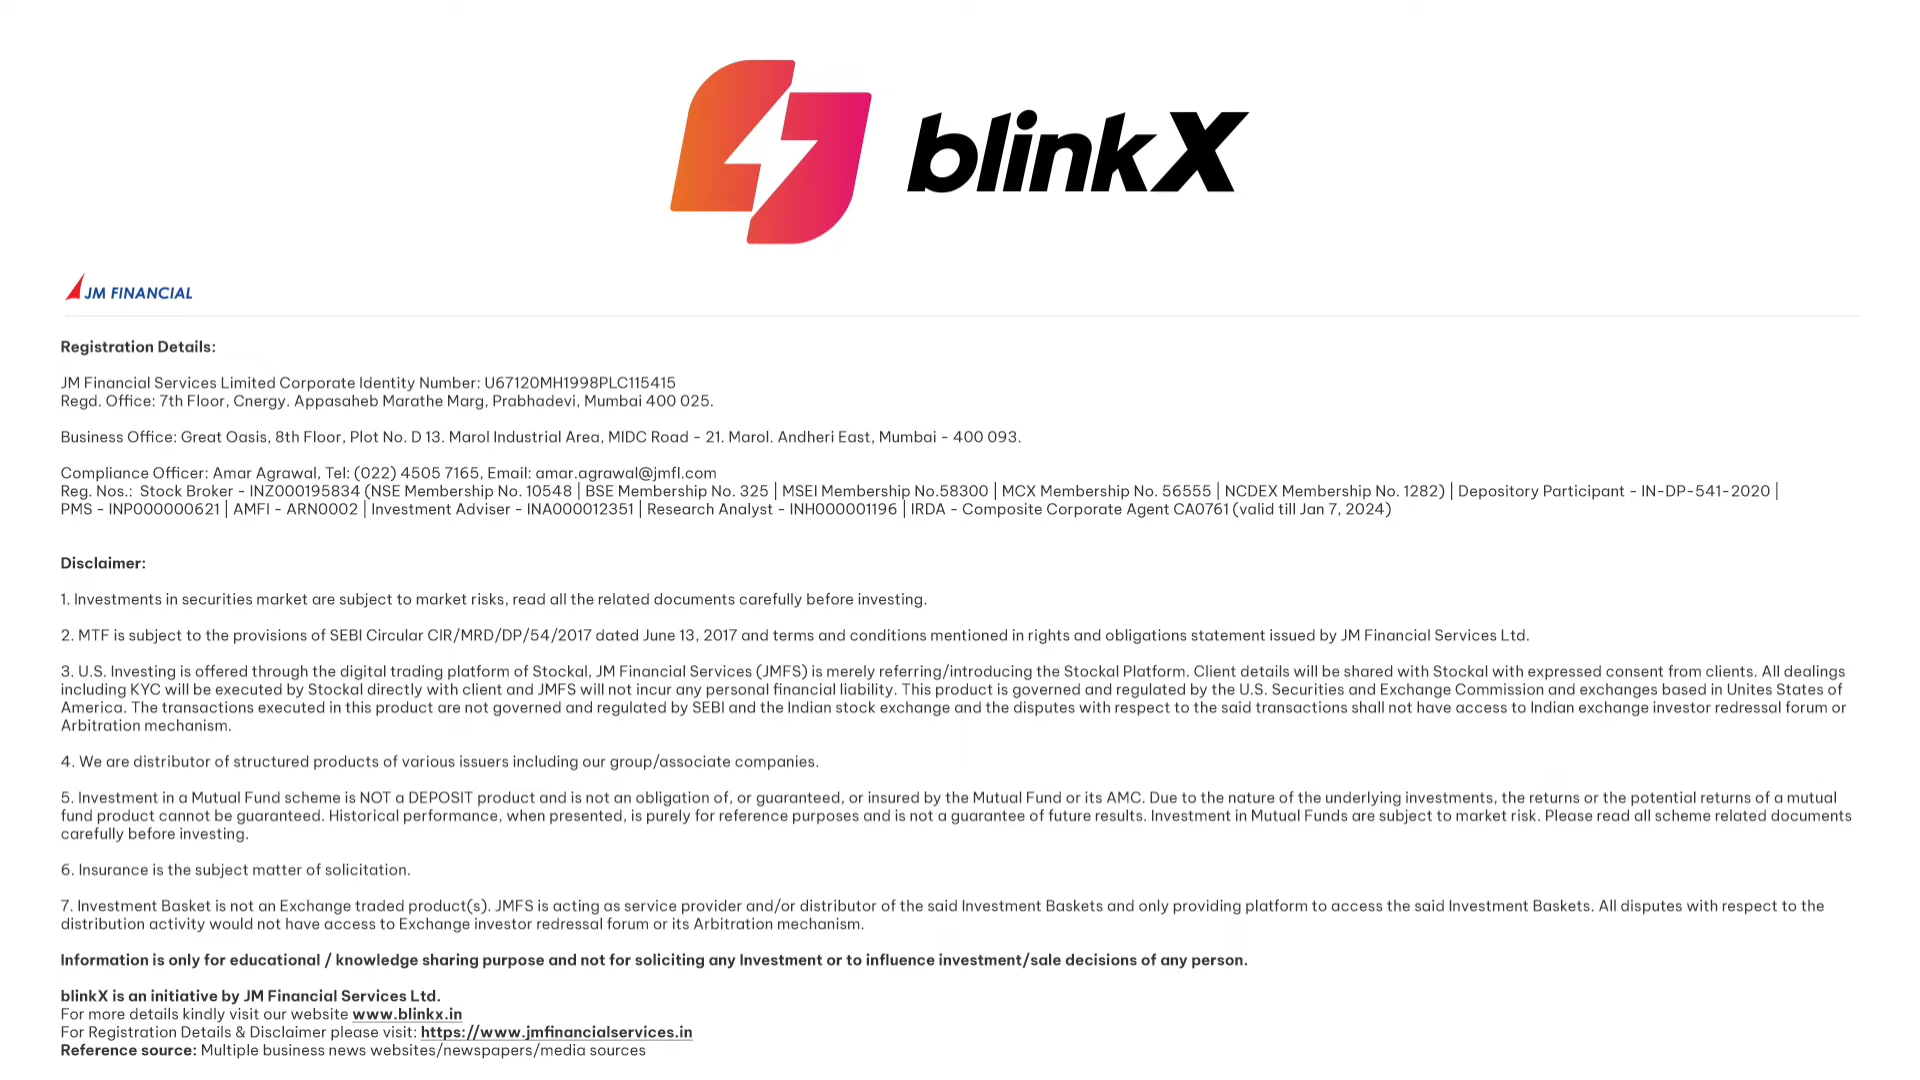 blinkX
JM FINANCIAL
Registration Details:
JM Financial Services Limited Corporate Identity Number: U67120MH1998PLC115415
Regd. Office: 7th Floor, Cnergy. Appasaheb Marathe Marg, Prabhadevi, Mumbai 400 025.
Business Office: Great Oasis, 8th Floor, Plot No. D 13. Marol Industrial Area, MIDC Road - 21. Marol. Andheri East, Mumbai - 400 093.
Compliance Officer: Amar Agrawal, Tel: (022) 4505 7165, Email: amar.agrawal@jmfl.com
Reg. Nos.: Stock Broker - INZ000195834 (NSE Membership No. 10548 | BSE Membership No. 325 | MSEI Membership No.58300 | MCX Membership No. 56555 | NCDEX Membership No. 1282) | Depository Participant - IN-DP-541-2020 |
PMS - INP000000621 | AMFI - ARN0002 | Investment Adviser - INA000012351 | Research Analyst - INH000001196 | IRDA - Composite Corporate Agent CA0761 (valid till Jan 7, 2024)
Disclaimer:
1. Investments in securities market are subject to market risks, read all the related documents carefully before investing.
2. MTF is subject to the provisions of SEBI Circular CIR/MRD/DP/54/2017 dated June 13, 2017 and terms and conditions mentioned in rights and obligations statement issued by JM Financial Services Ltd.
3. U.S. Investing is offered through the digital trading platform of Stockal, JM Financial Services (JMFS) is merely referring/introducing the Stockal Platform. Client details will be shared with Stockal with expressed consent from clients. All dealings
including KYC will be executed by Stockal directly with client and JMFS will not incur any personal financial liability. This product is governed and regulated by the U.S. Securities and Exchange Commission and exchanges based in Unites States of
America. The transactions executed in this product are not governed and regulated by SEBI and the Indian stock exchange and the disputes with respect to the said transactions shall not have access to Indian exchange investor redressal forum or
Arbitration mechanism.
4. We are distributor of structured products of various issuers including our group/associate companies.
5. Investment in a Mutual Fund scheme is NOT a DEPOSIT product and is not an obligation of, or guaranteed, or insured by the Mutual Fund or its AMC. Due to the nature of the underlying investments, the returns or the potential returns of a mutual
fund product cannot be guaranteed. Historical performance, when presented, is purely for reference purposes and is not a guarantee of future results. Investment in Mutual Funds are subject to market risk. Please read all scheme related documents
carefully before investing.
6. Insurance is the subject matter of solicitation.
7. Investment Basket is not an Exchange traded product(s). JMFS is acting as service provider and/or distributor of the said Investment Baskets and only providing platform to access the said Investment Baskets. All disputes with respect to the
distribution activity would not have access to Exchange investor redressal forum or its Arbitration mechanism.
Information is only for educational / knowledge sharing purpose and not for soliciting any Investment or to influence investment/sale decisions of any person.
blinkX is an initiative by JM Financial Services Ltd.
For more details kindly visit our website www.blinkx.in
For Registration Details & Disclaimer please visit: https://www.jmfinancialservices.in
Reference source: Multiple business news websites/newspapers/media sources